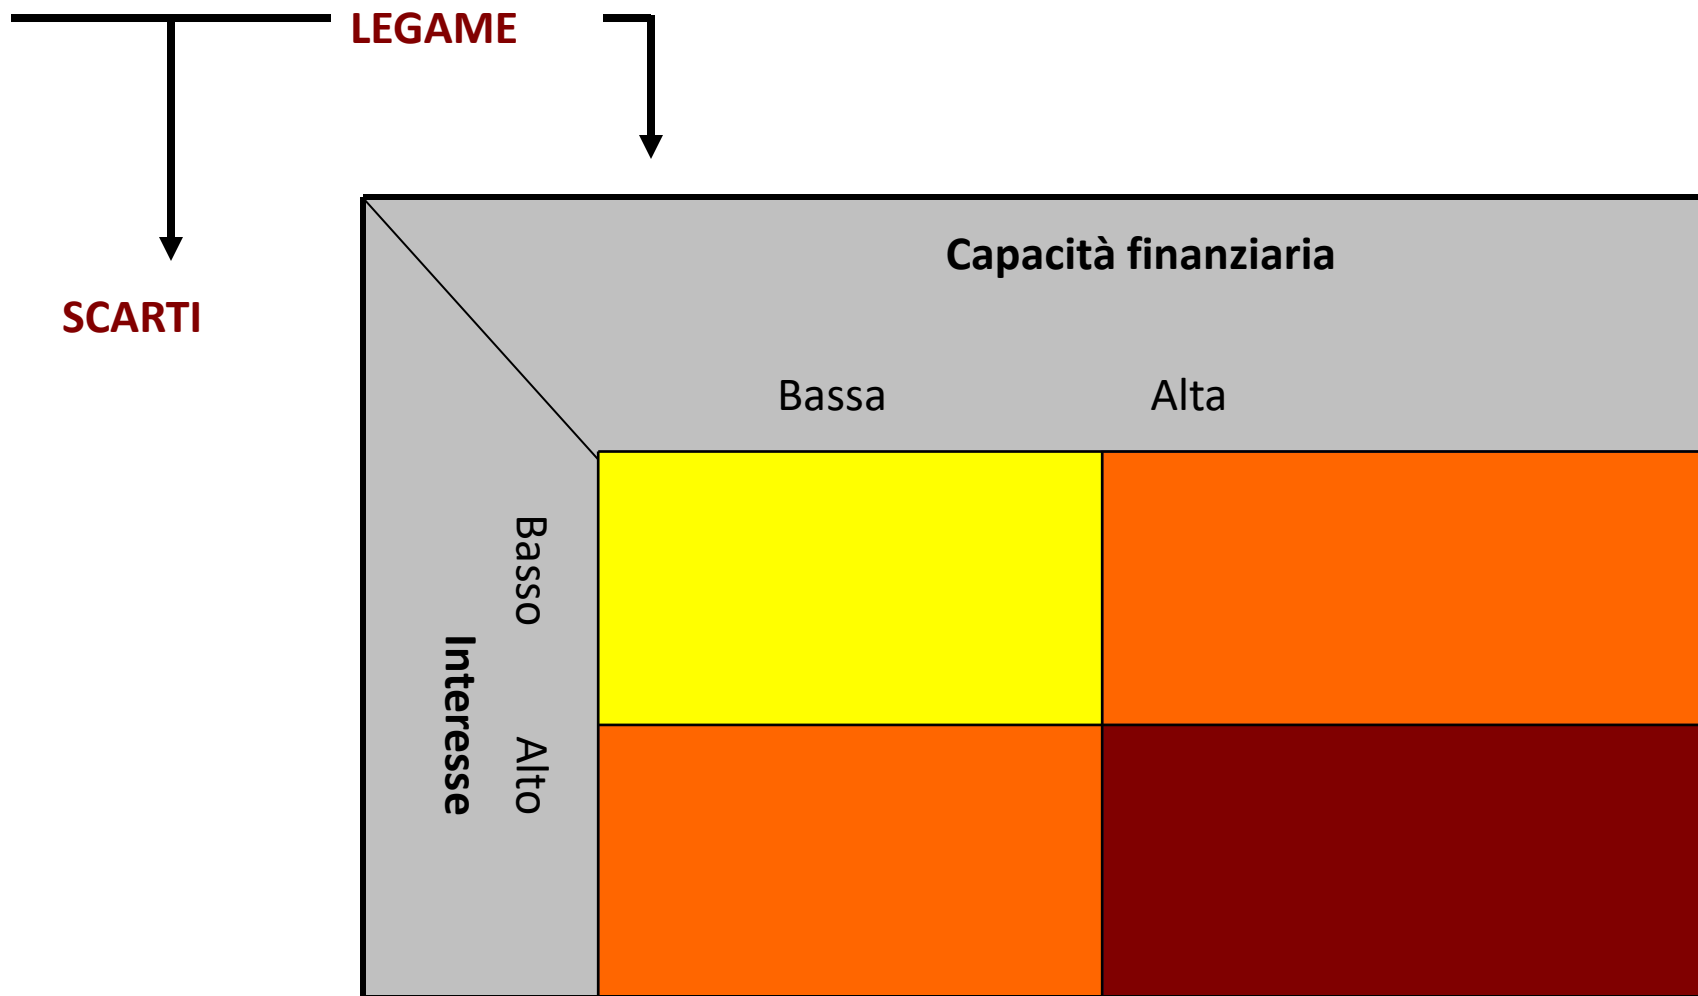 LEGAME
SCARTI
Capacità finanziaria
Bassa
Alta
Interesse
Basso
Alto